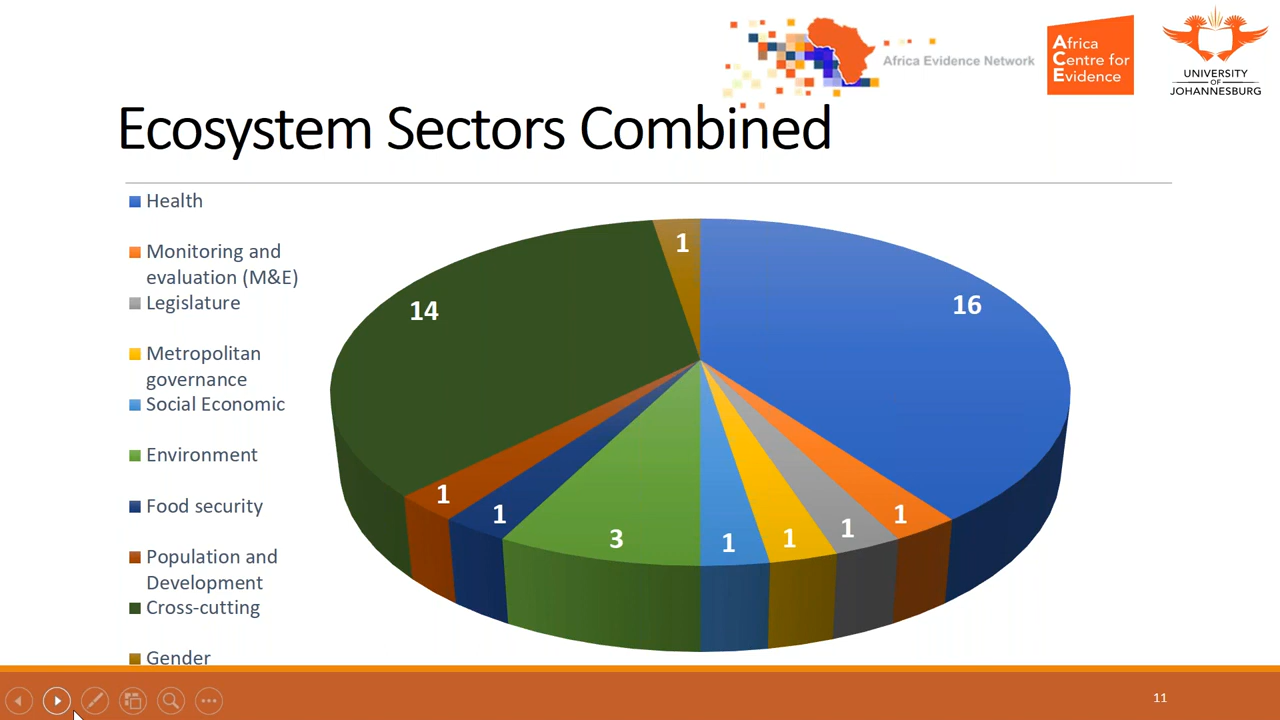 Africa Evidence Network
Africa
Centre for
Evidence
UNIVERSITY
OF
JOHANNESBURG
Ecosystem Sectors Combined
Health
Monitoring and
evaluation (M&E)
Legislature
Metropolitan
governance
Social Economic
Environment
Food security
Population and
Development
Cross-cutting
Gender
1
14
16
1
1
3
1
1
1
1
11